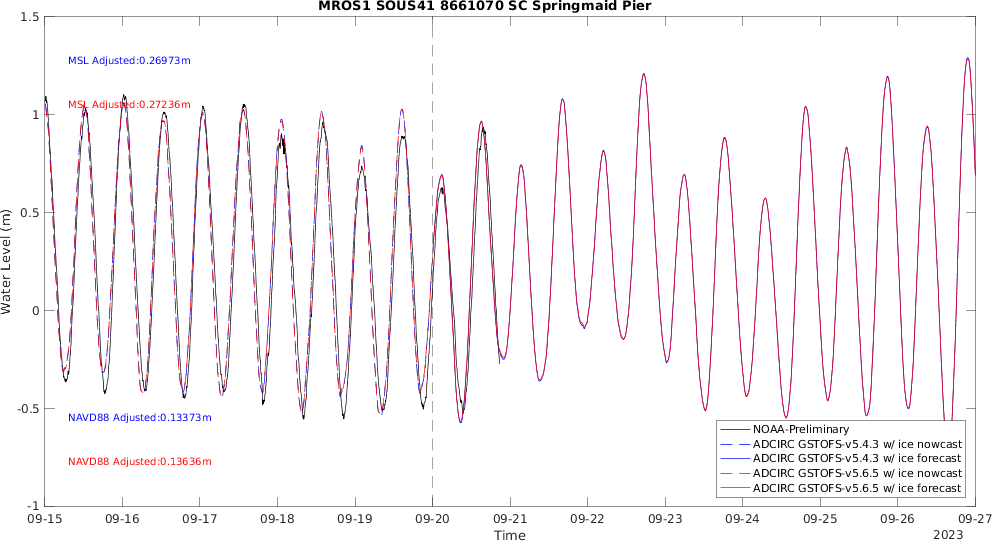 MROS1 SOUS41 8661070 SC Springmaid Pier
1.5
MSL Adjusted:0.26973m
MSL Adjusted:0.27236m
1
0.5
Water Level (m)
0
-0.5
NAVD88 Adjusted:0.13373m
NAVD88 Adjusted:0.13636m
NOAA-Preliminary
ADCIRC GSTOFS-v5.4.3 w/ ice nowcast
ADCIRC GSTOFS-v5.4.3 w/ ice forecast
ADCIRC GSTOFS-v5.6.5 w/ ice nowcast
ADCIRC GSTOFS-v5.6.5 w/ ice forecast
-1
09-15 09-16 09-17 09-18 09-19 09-20 09-21 09-22 09-23 09-24 09-25 09-26 09-27
Time
2023